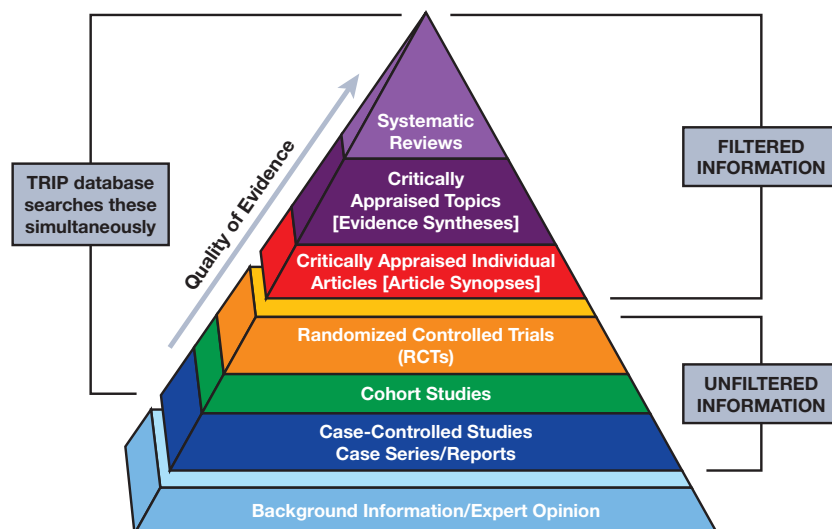 Systematic
Reviews
Critically
Appraised Topics
[Evidence Syntheses]
Critically Appraised Individual
Articles [Article Synopses]
Randomized Controlled Trials
(RCTs)
Cohort Studies
Case-Controlled Studies
Case Series/Reports
Background Information/Expert Opinion
Quality of Evidence
TRIP database
searches these
simultaneously
FILTERED
INFORMATION
UNFILTERED
INFORMATION